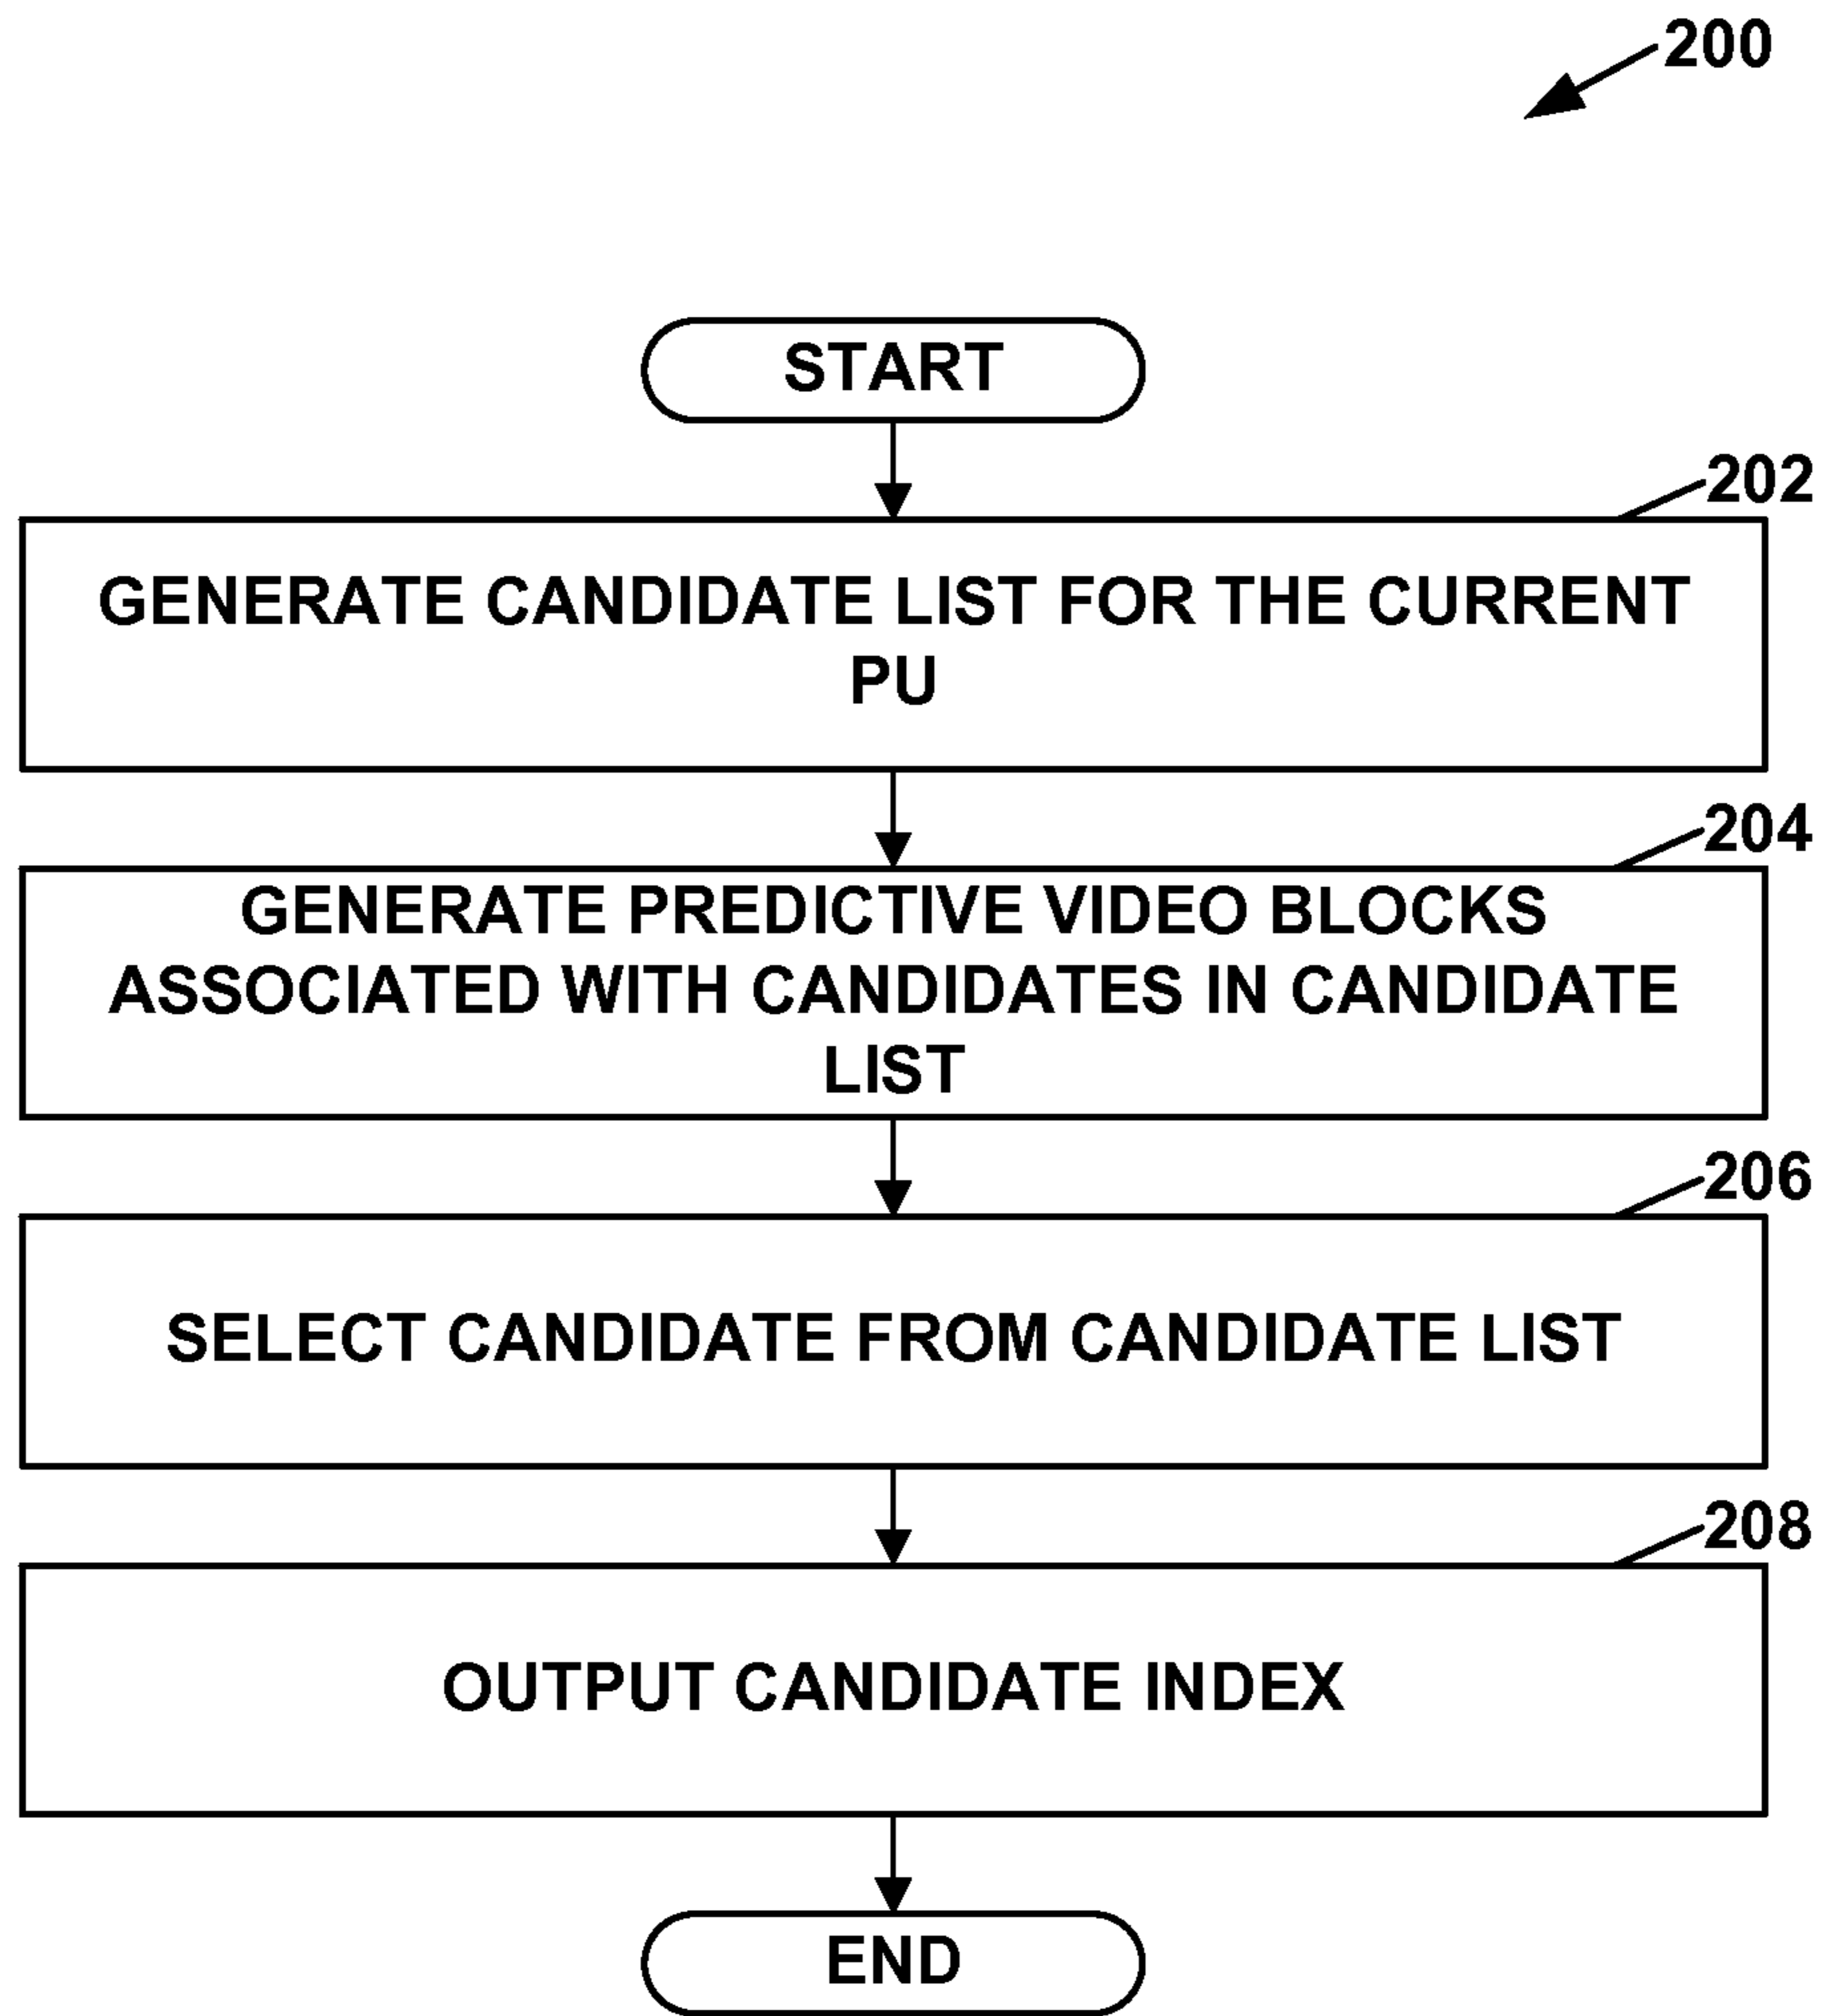 200
START
202
GENERATE CANDIDATE LIST FOR THE CURRENT
PU
204
GENERATE PREDICTIVE VIDEO BLOCKS
ASSOCIATED WITH CANDIDATES IN CANDIDATE
LIST
206
SELECT CANDIDATE FROM CANDIDATE LIST
208
OUTPUT CANDIDATE INDEX
END